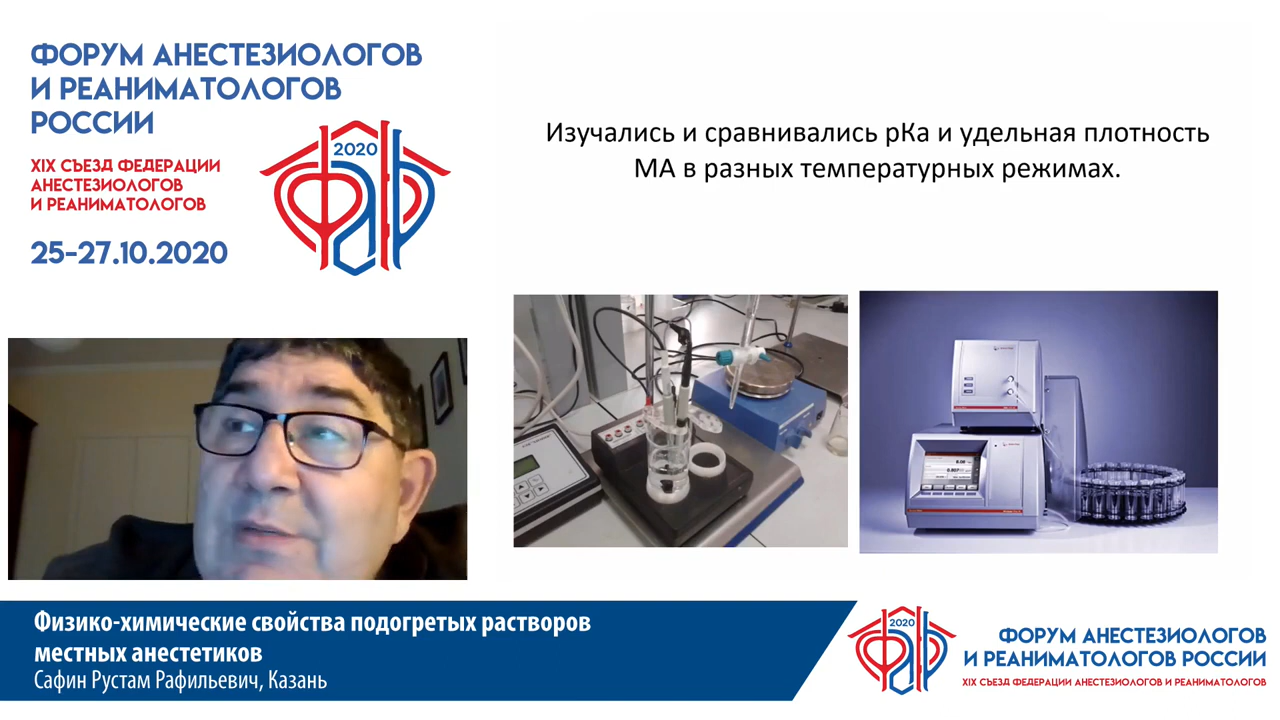 ФОРУМ АНЕСТЕЗИОЛОГОВ
И РЕАНИМАТОЛОГОВ
РОССИИ
XIX СЪЕЗД ФЕДЕРАЦИИ
АНЕСТЕЗИОЛОГОВ
И РЕАНИМАТОЛОГОВ
25-27.10.2020
2020
ФАР
Изучались и сравнивались рКа и удельная плотность
МА в разных температурных режимах.
Физико-химические свойства подогретых растворов
местных анестетиков
Сафин Рустам Рафильевич, Казань
2020
ФАР
ФОРУМ АНЕСТЕЗИОЛОГОВ
И РЕАНИМАТОЛОГОВ РОССИИ
XIX СЪЕЗД ФЕДЕРАЦИИ АНЕСТЕЗИОЛОГОВ И РЕАНИМАТОЛОГОВ